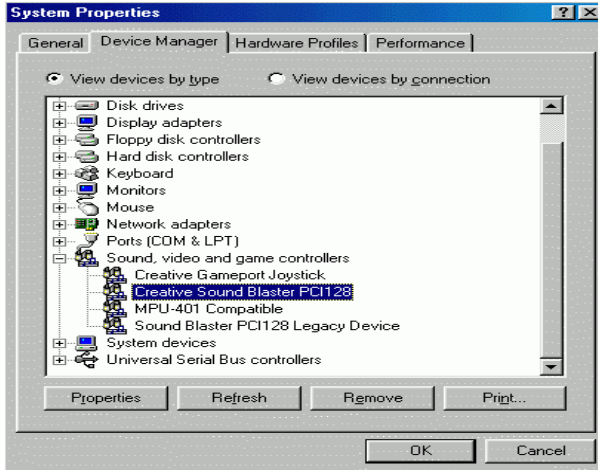 System Properties
General Device Manager Hardware Profiles Performance
View devices by type View devices by connection
Disk drives
Display adapters
Floppy disk controllers
Hard disk controllers
Keyboard
Monitors
Mouse
Network adapters
Ports (COM & LPT)
Sound, video and game controllers
Creative Gameport Joystick
Creative Sound Blaster PCI128
MPU-401 Compatible
Sound Blaster PCI128 Legacy Device
System devices
Universal Serial Bus controllers
Properties Refresh Remove Print...
OK Cancel